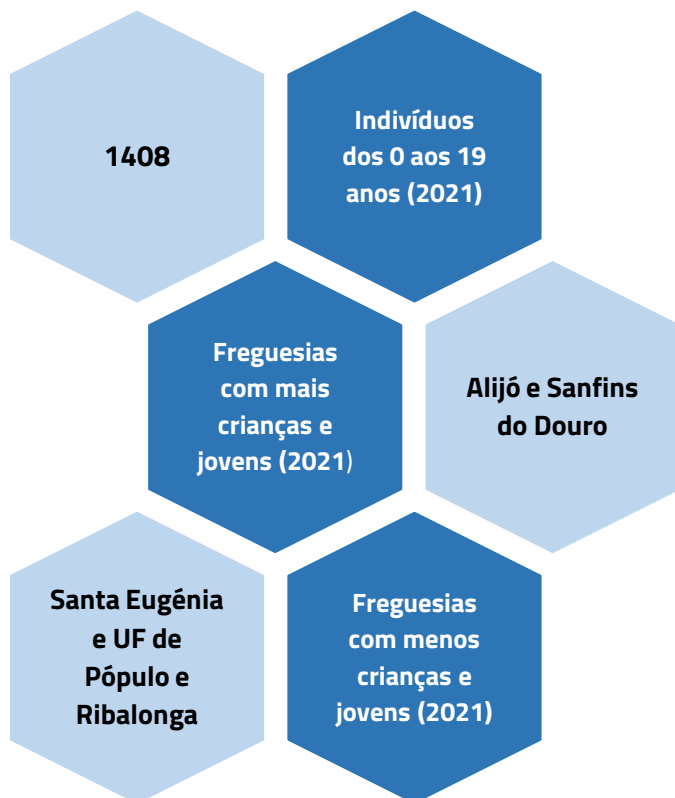 1408
Indivíduos
dos 0 aos 19
anos (2021)
Freguesias
com mais
crianças e
jovens (2021)
Alijó e Sanfins
do Douro
Santa Eugénia
e UF de
Pópulo e
Ribalonga
Freguesias
com menos
crianças e
jovens (2021)